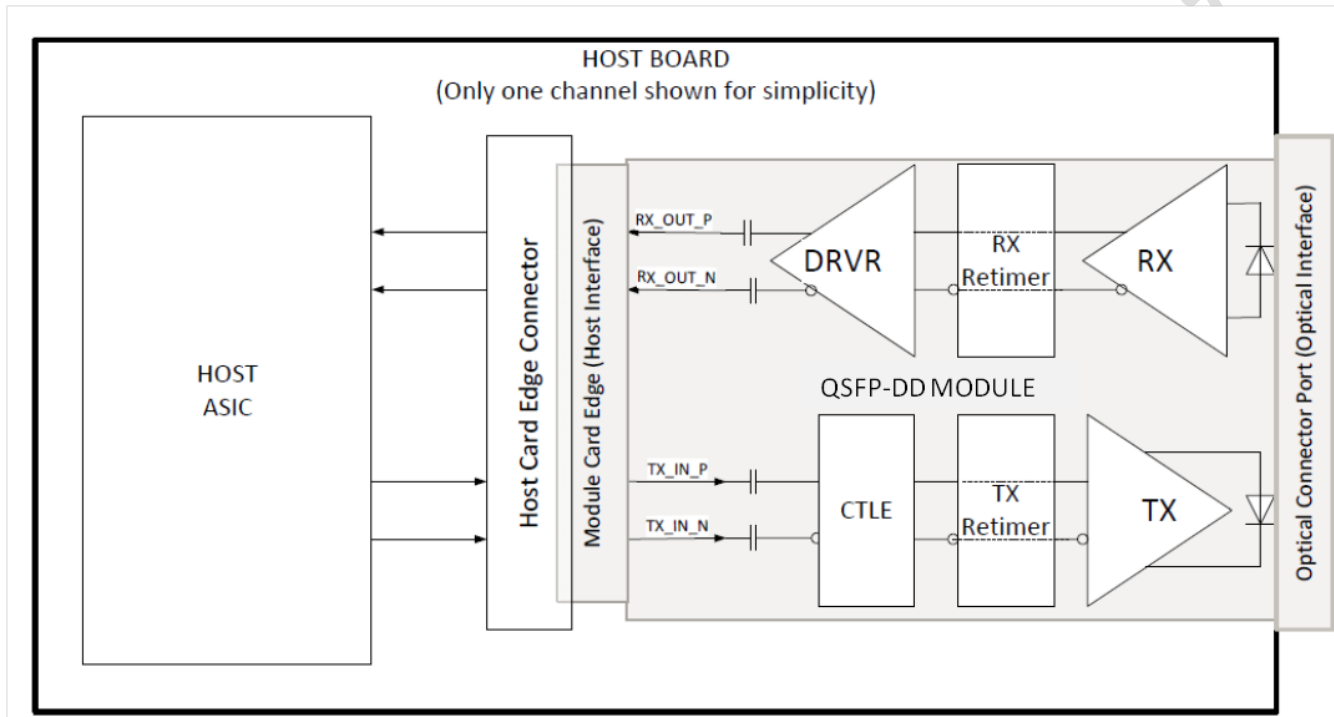 HOST BOARD
(Only one channel shown for simplicity)
HOST
ASIC
Host Card Edge Connector
Module Card Edge (Host Interface)
RX_OUT_P
RX_OUT_N
DRVR
RX
Retimer
RX
QSFP-DD MODULE
TX_IN_P
TX_IN_N
CTLE
TX
Retimer
TX
Optical Connector Port (Optical Interface)